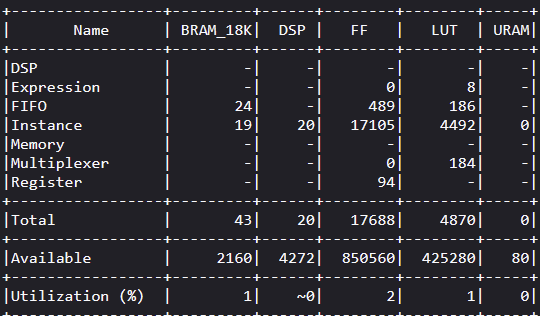 +-----------------+---------+------+--------+--------+-----+
|       Name      | BRAM_18K|  DSP |   FF   |   LUT  | URAM|
+-----------------+---------+------+--------+--------+-----+
|DSP              |        -|     -|       -|       -|    -|
|Expression       |        -|     -|       0|       8|    -|
|FIFO             |       24|     -|     489|     186|    -|
|Instance         |       19|    20|   17105|    4492|    0|
|Memory           |        -|     -|       -|       -|    -|
|Multiplexer      |        -|     -|       0|     184|    -|
|Register         |        -|     -|      94|       -|    -|
+-----------------+---------+------+--------+--------+-----+
|Total            |       43|    20|   17688|    4870|    0|
+-----------------+---------+------+--------+--------+-----+
|Available        |     2160|  4272|  850560|  425280|   80|
+-----------------+---------+------+--------+--------+-----+
|Utilization (%)  |        1|    ~0|       2|       1|    0|
+-----------------+---------+------+--------+--------+-----+